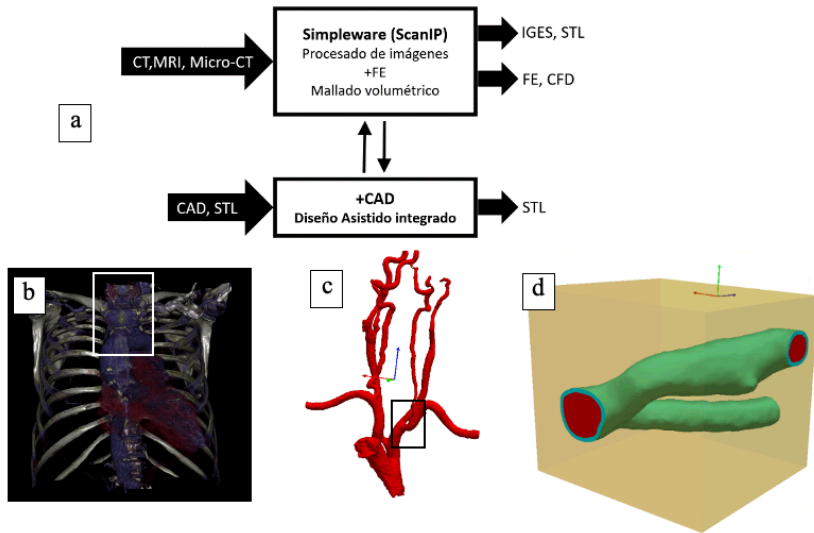 Simpleware (ScanIP)
Procesado de imágenes
+FE
Mallado volumétrico
CT,MRI, Micro-CT
IGES, STL
FE, CFD
a
+CAD
Diseño Asistido integrado
CAD, STL
STL
b
c
d